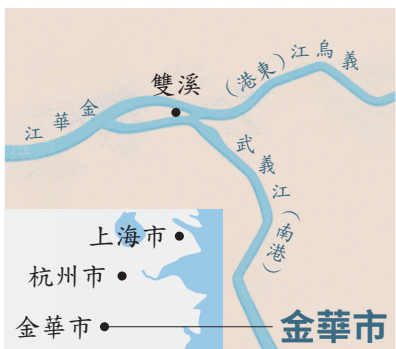 雙溪
義烏江（東港）
金華江
武義江（南港）
上海市
杭州市
金華市
金華市